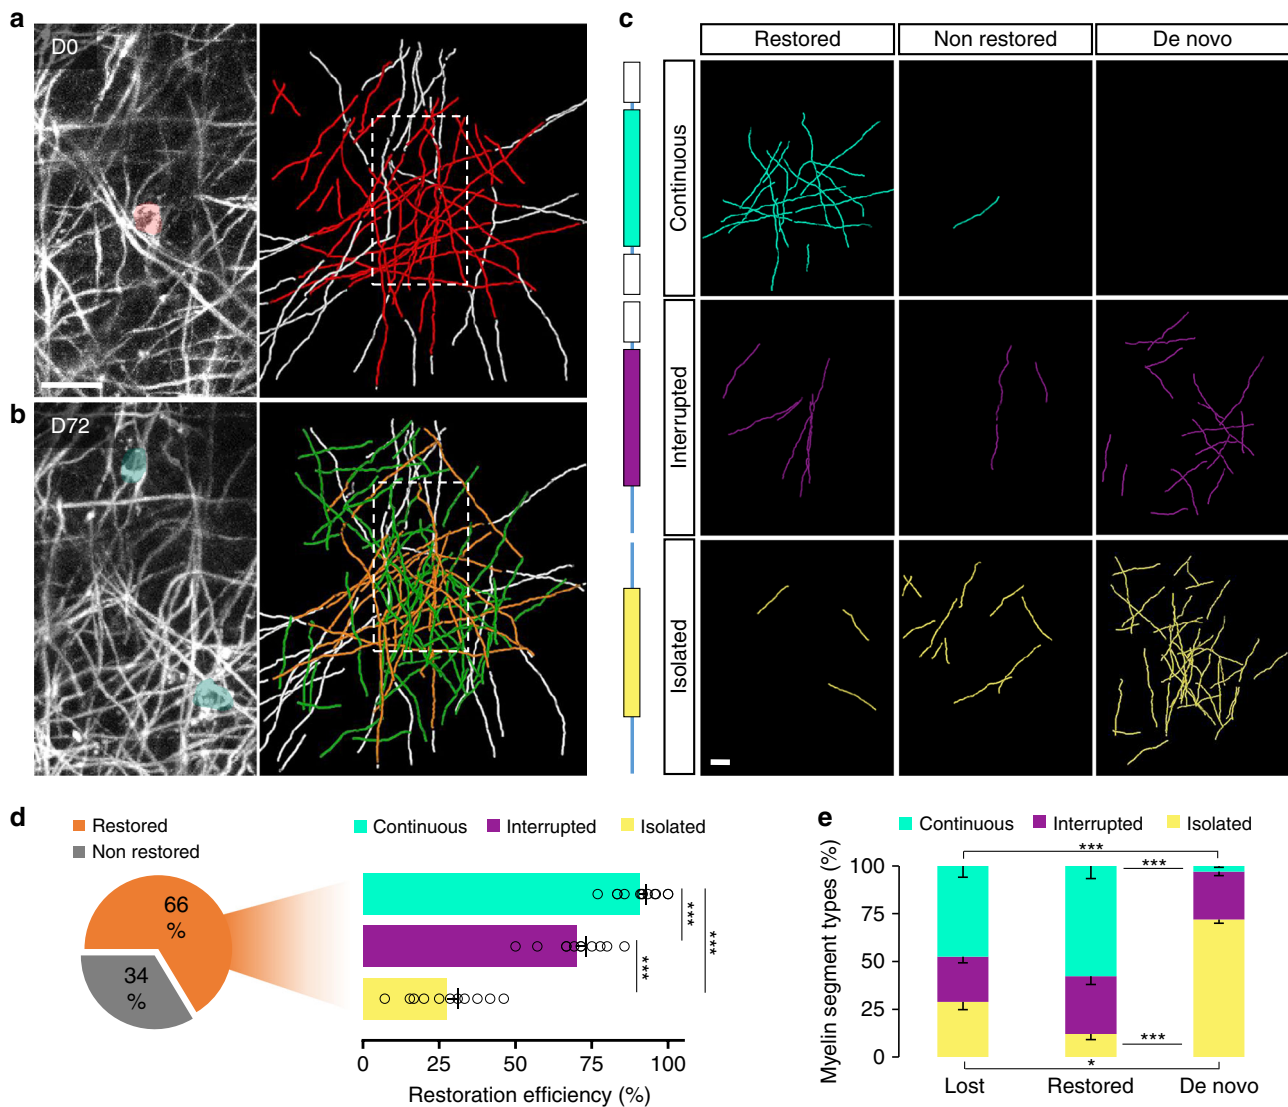 a
D0
b
D72
c
Restored
Non restored
De novo
Continuous
Interrupted
Isolated
d
Restored
Non restored
66
%
34
%
Continuous
Interrupted
Isolated
***
***
***
0
25
50
75
100
Restoration efficiency (%)
e
Continuous
Interrupted
Isolated
Myelin segment types (%)
100
75
50
25
0
***
***
***
*
Lost
Restored
De novo